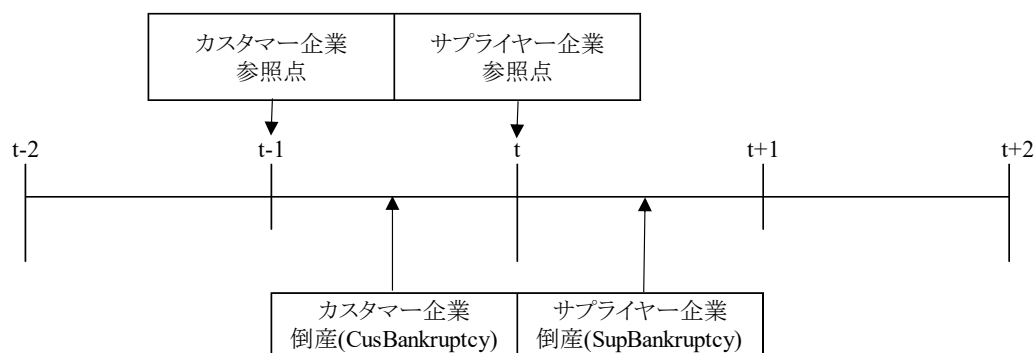 カスタマー企業
参照点
サプライヤー企業
参照点
t-2
t-1
t
t+1
t+2
カスタマー企業
倒産(CusBankruptcy)
サプライヤー企業
倒産(SupBankruptcy)